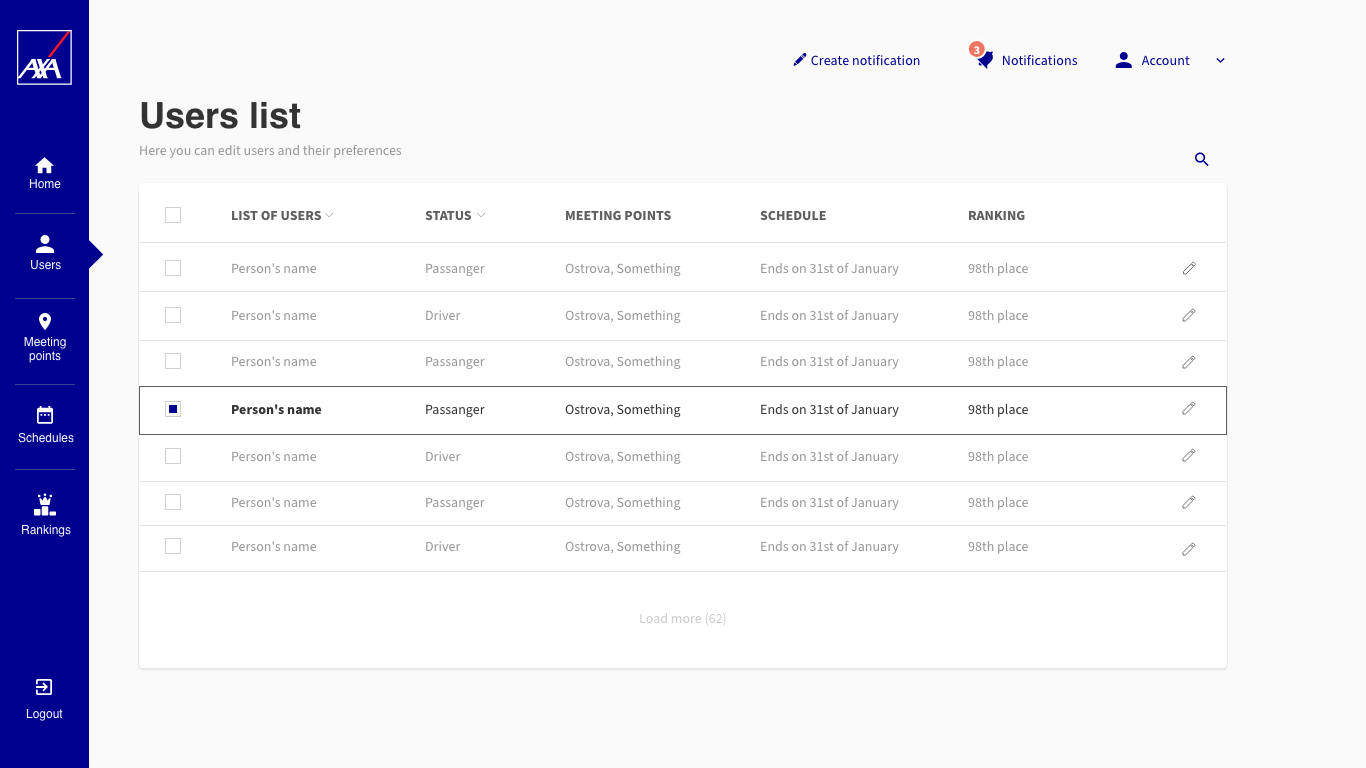 AXA
Create notification
3
Notifications
Account
Users list
Here you can edit users and their preferences
Home
Users
Meeting
points
Schedules
Rankings
Logout
LIST OF USERS STATUS MEETING POINTS SCHEDULE RANKING
Person's name Passanger Ostrova, Something Ends on 31st of January 98th place
Person's name Driver Ostrova, Something Ends on 31st of January 98th place
Person's name Passanger Ostrova, Something Ends on 31st of January 98th place
Person's name Passanger Ostrova, Something Ends on 31st of January 98th place
Person's name Driver Ostrova, Something Ends on 31st of January 98th place
Person's name Passanger Ostrova, Something Ends on 31st of January 98th place
Person's name Driver Ostrova, Something Ends on 31st of January 98th place
Load more (62)